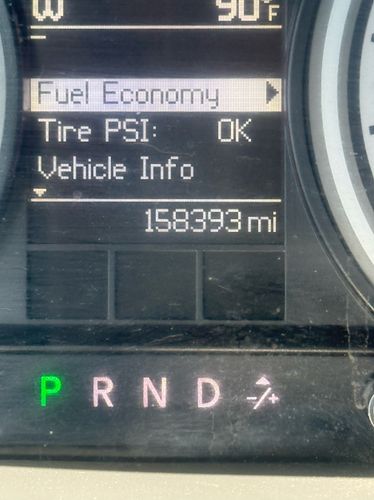 W 90°F
Fuel Economy
Tire PSI: OK
Vehicle Info
158393 mi
P R N D -/+